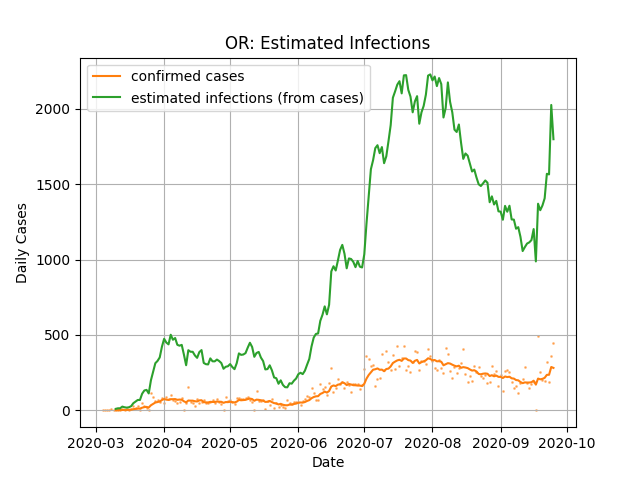 OR: Estimated Infections
confirmed cases
estimated infections (from cases)
Daily Cases
2000
1500
1000
500
0
2020-03 2020-04 2020-05 2020-06 2020-07 2020-08 2020-09 2020-10
Date